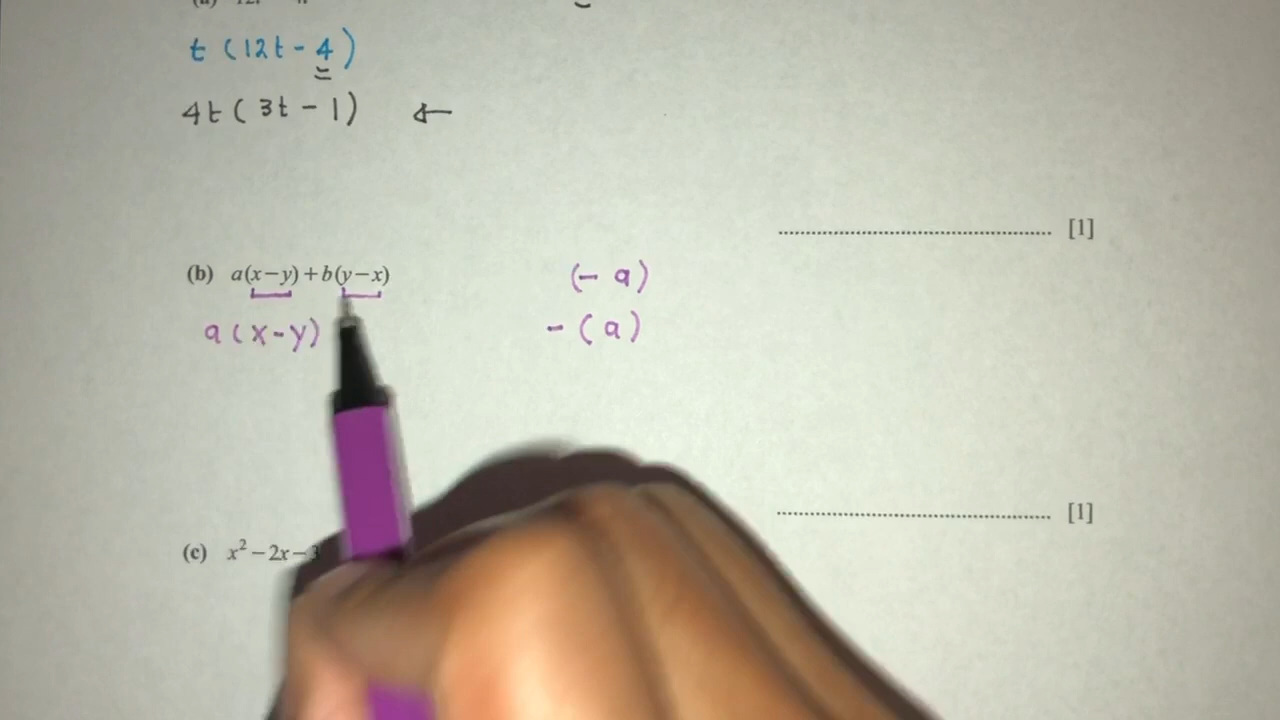 t (12t - 4)
4t (3t - 1) ←
[1]
(b) a(x−y)+b(y−x)
(- a)
a (x-y)
- (a)
[1]
(c) x² − 2x −